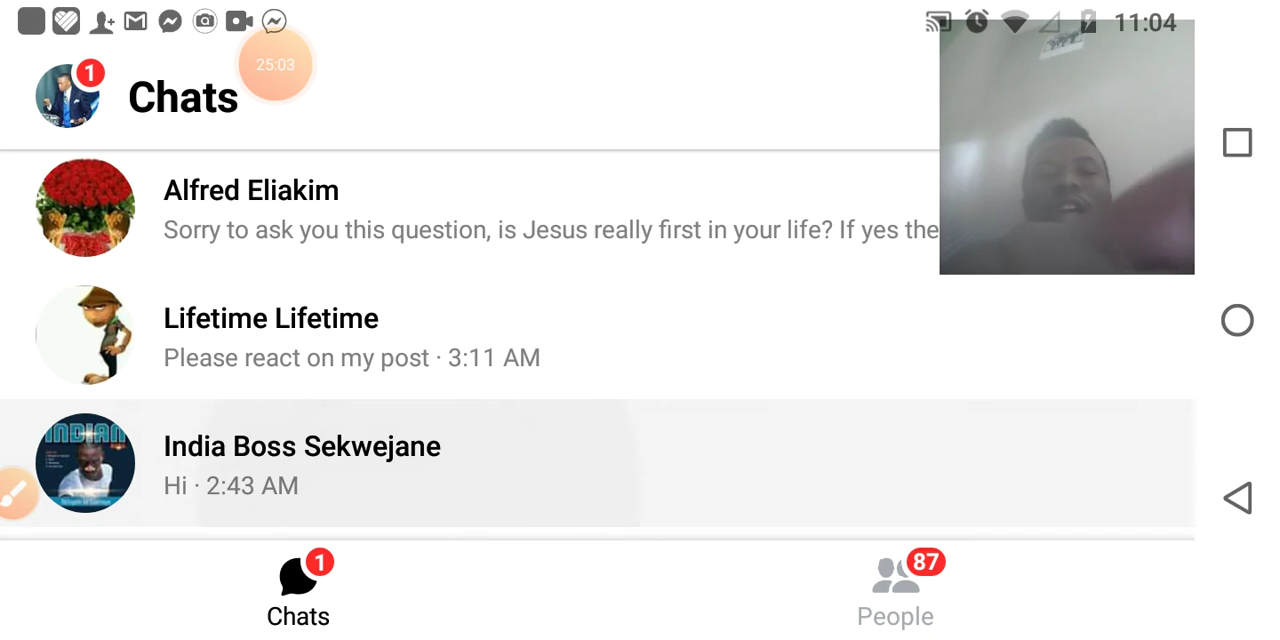 11:04
1
Chats
25:03
Alfred Eliakim
Sorry to ask you this question, is Jesus really first in your life? If yes the
Lifetime Lifetime
Please react on my post · 3:11 AM
INDIAN
India Boss Sekwejane
Hi · 2:43 AM
1
Chats
87
People